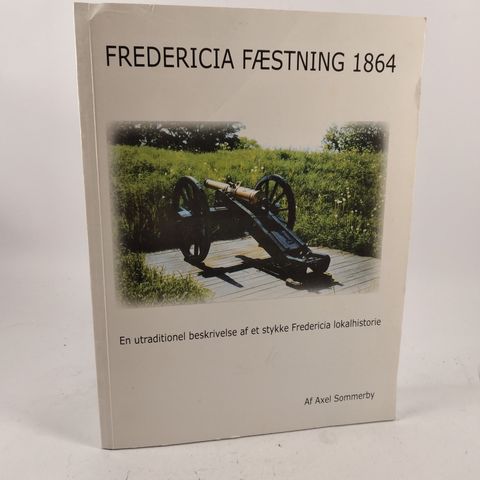 FREDERICIA FÆSTNING 1864
En utraditionel beskrivelse af et stykke Fredericia lokalhistorie
Af Axel Sommerby